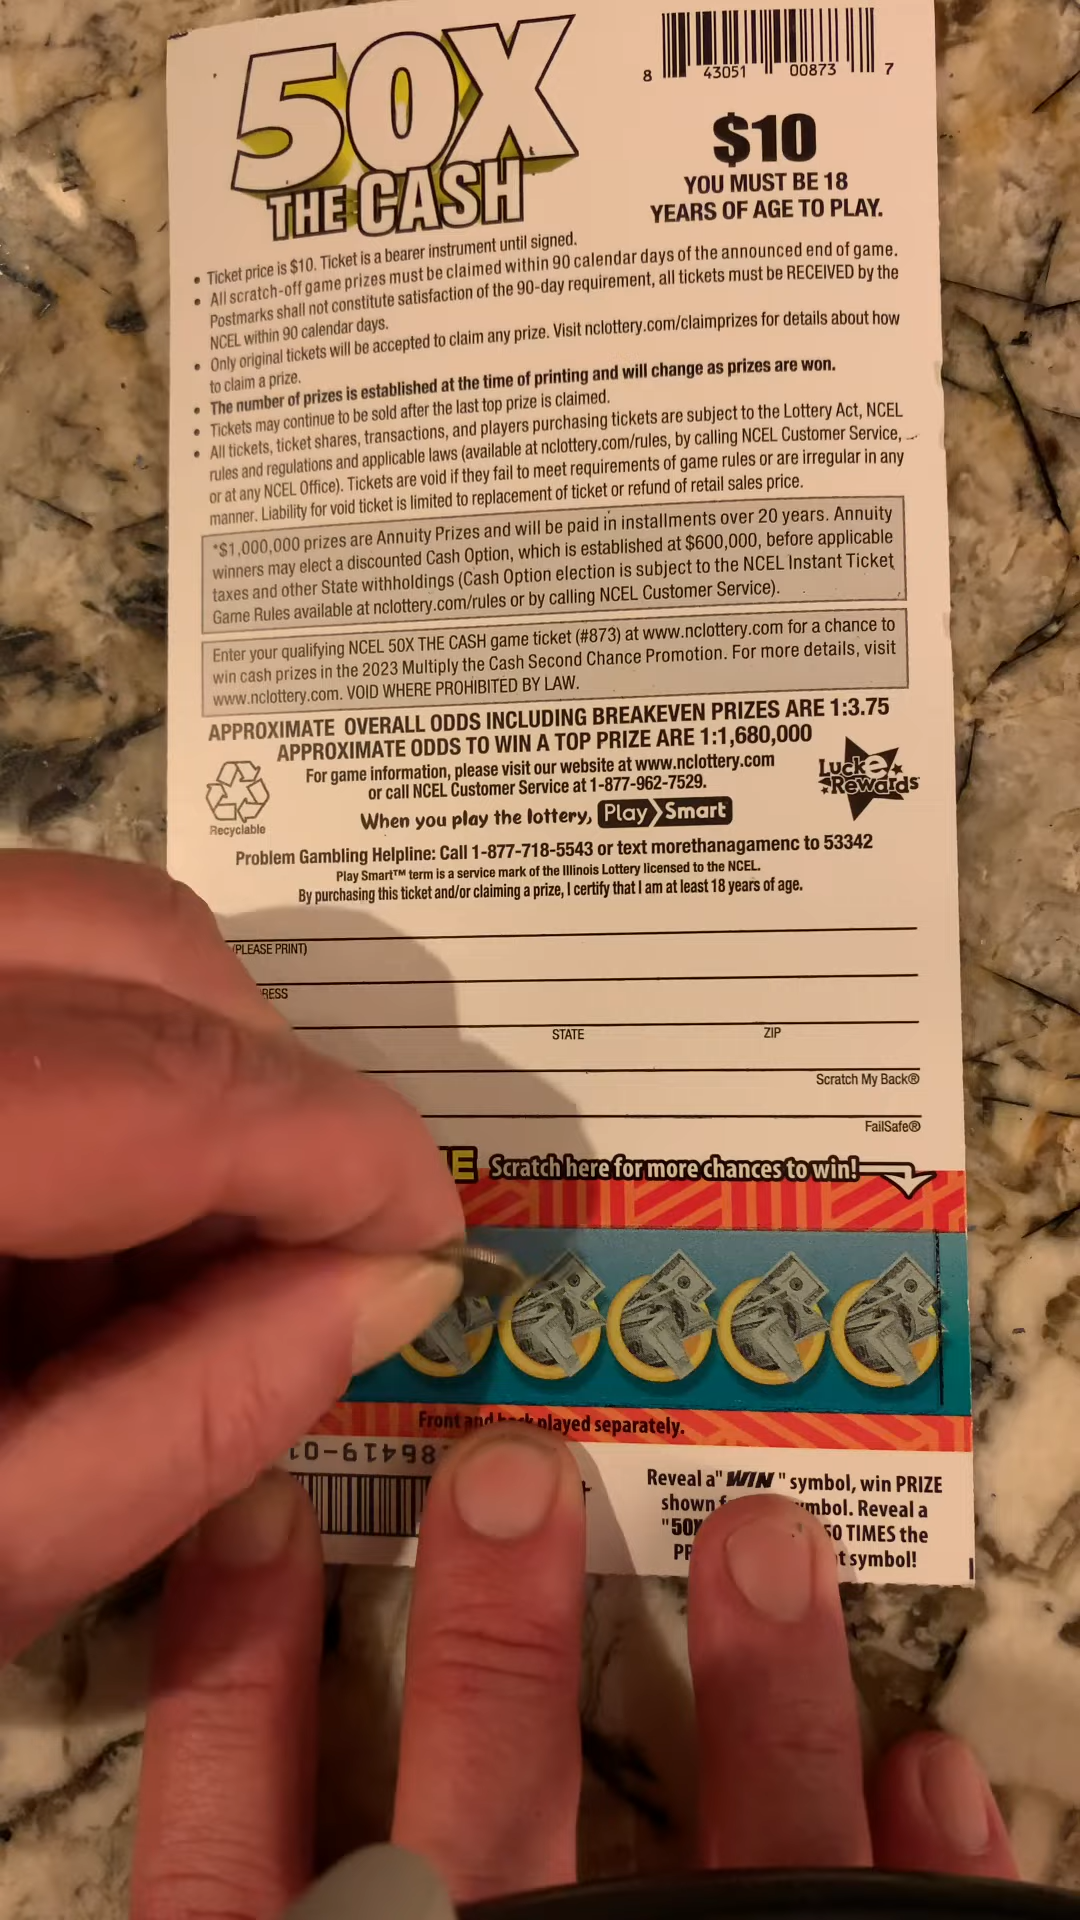 50X
THE CASH
8 43051 00873 7
$10
YOU MUST BE 18
YEARS OF AGE TO PLAY.
• Ticket price is $10. Ticket is a bearer instrument until signed.
• All scratch-off game prizes must be claimed within 90 calendar days of the announced end of game.
Postmarks shall not constitute satisfaction of the 90-day requirement, all tickets must be RECEIVED by the
NCEL within 90 calendar days.
• Only original tickets will be accepted to claim any prize. Visit nclottery.com/claimprizes for details about how
to claim a prize.
• The number of prizes is established at the time of printing and will change as prizes are won.
• Tickets may continue to be sold after the last top prize is claimed.
• All tickets, ticket shares, transactions, and players purchasing tickets are subject to the Lottery Act, NCEL
rules and regulations and applicable laws (available at nclottery.com/rules, by calling NCEL Customer Service,
or at any NCEL Office). Tickets are void if they fail to meet requirements of game rules or are irregular in any
manner. Liability for void ticket is limited to replacement of ticket or refund of retail sales price.
*$1,000,000 prizes are Annuity Prizes and will be paid in installments over 20 years. Annuity
winners may elect a discounted Cash Option, which is established at $600,000, before applicable
taxes and other State withholdings (Cash Option election is subject to the NCEL Instant Ticket
Game Rules available at nclottery.com/rules or by calling NCEL Customer Service).
Enter your qualifying NCEL 50X THE CASH game ticket (#873) at www.nclottery.com for a chance to
win cash prizes in the 2023 Multiply the Cash Second Chance Promotion. For more details, visit
www.nclottery.com. VOID WHERE PROHIBITED BY LAW.
APPROXIMATE OVERALL ODDS INCLUDING BREAKEVEN PRIZES ARE 1:3.75
APPROXIMATE ODDS TO WIN A TOP PRIZE ARE 1:1,680,000
For game information, please visit our website at www.nclottery.com
or call NCEL Customer Service at 1-877-962-7529.
Lucke
Rewards
Recyclable
When you play the lottery, Play Smart
Problem Gambling Helpline: Call 1-877-718-5543 or text morethanagamenc to 53342
Play Smart™ term is a service mark of the Illinois Lottery licensed to the NCEL.
By purchasing this ticket and/or claiming a prize, I certify that I am at least 18 years of age.
(PLEASE PRINT)
RESS
STATE ZIP
Scratch My Back®
FailSafe®
E Scratch here for more chances to win!
Front and back played separately.
Reveal a "WIN" symbol, win PRIZE
shown symbol. Reveal a
"50X 50 TIMES the
PR t symbol!